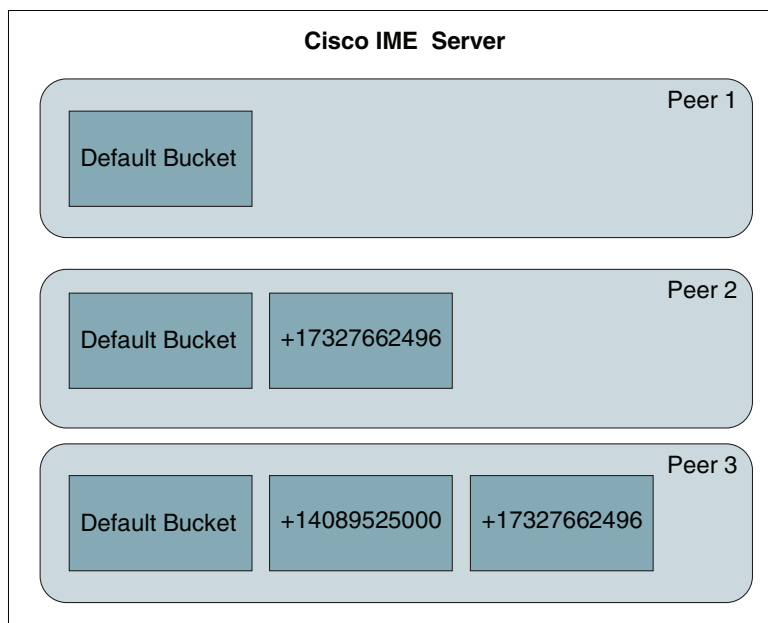 Cisco IME Server
Peer 1
Default Bucket
Peer 2
Default Bucket
+17327662496
Peer 3
Default Bucket
+14089525000
+17327662496